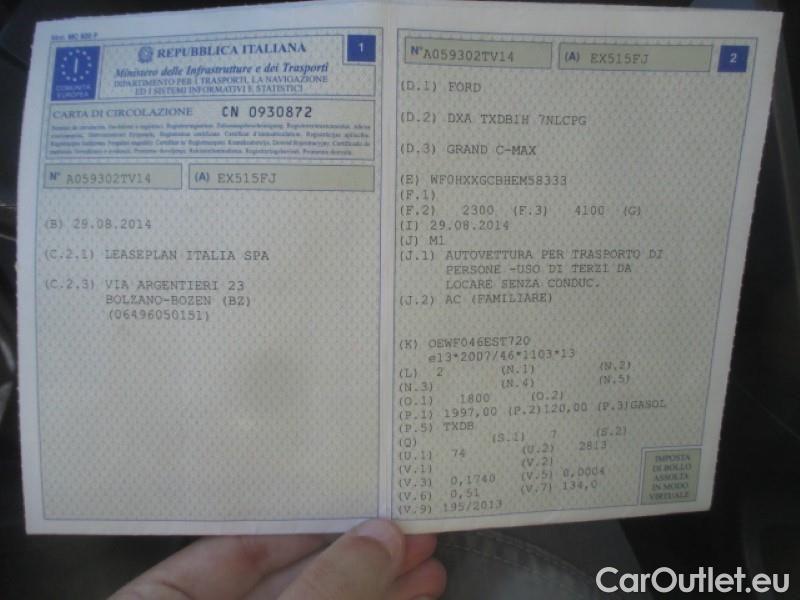 Mod. MC 820 F
REPUBBLICA ITALIANA
1
Ministero delle Infrastrutture e dei Trasporti
DIPARTIMENTO PER I TRASPORTI, LA NAVIGAZIONE
ED I SISTEMI INFORMATIVI E STATISTICI
I
COMUNITÀ
EUROPEA
CARTA DI CIRCOLAZIONE CN 0930872
N° A059302TV14 (A) EX515FJ
(B) 29.08.2014
(C.2.1) LEASEPLAN ITALIA SPA
(C.2.3) VIA ARGENTIERI 23
BOLZANO-BOZEN (BZ)
(06496050151)
N° A059302TV14 (A) EX515FJ 2
(D.1) FORD
(D.2) DXA TXDB1H 7NLCPG
(D.3) GRAND C-MAX
(E) WF0HXXGCBHEM58333
(F.1)
(F.2) 2300 (F.3) 4100 (G)
(I) 29.08.2014
(J) M1
(J.1) AUTOVETTURA PER TRASPORTO DI
PERSONE -USO DI TERZI DA
LOCARE SENZA CONDUC.
(J.2) AC (FAMILIARE)
(K) OEWF046EST720
e13*2007/46*1103*13
(L) 2 (N.1) (N.2)
(N.3) (N.4) (N.5)
(O.1) 1800 (O.2)
(P.1) 1997,00 (P.2) 120,00 (P.3) GASOL
(P.5) TXDB
(Q) (S.1) 7 (S.2)
(U.1) 74 (U.2) 2813
(V.1) (V.2)
(V.3) 0,1740 (V.5) 0,0004
(V.6) 0,51 (V.7) 134,0
(V.9) 195/2013
IMPOSTA
DI BOLLO
ASSOLTA
IN MODO
VIRTUALE
CarOutlet.eu